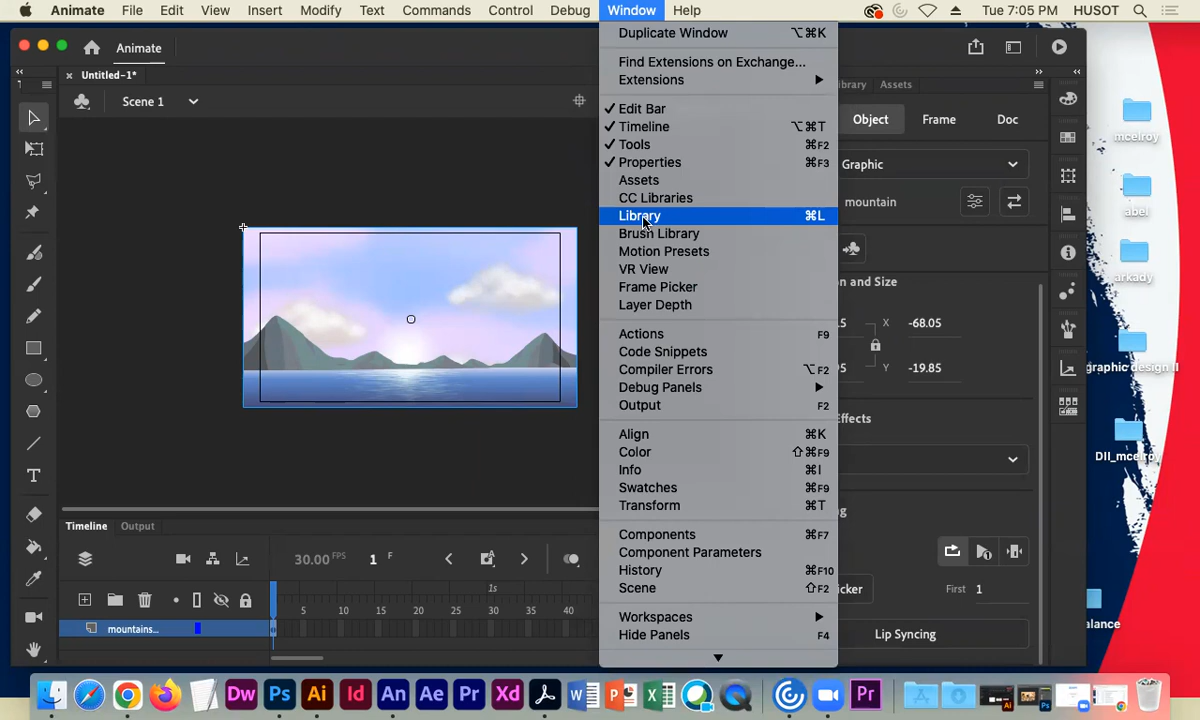 Animate File Edit View Insert Modify Text Commands Control Debug Window Help Tue 7:05 PM HUSOT
Animate
Untitled-1*
Scene 1
Duplicate Window ⌥⌘K
Find Extensions on Exchange...
Extensions
Edit Bar
Timeline ⌥⌘T
Tools ⌘F2
Properties ⌘F3
Assets
CC Libraries
Library ⌘L
Brush Library
Motion Presets
VR View
Frame Picker
Layer Depth
Actions F9
Code Snippets
Compiler Errors ⌥F2
Debug Panels
Output F2
Align ⌘K
Color ⇧⌘F9
Info ⌘I
Swatches ⌘F9
Transform ⌘T
Components ⌘F7
Component Parameters
History ⌘F10
Scene ⇧F2
Workspaces
Hide Panels F4
ibrary Assets
Object Frame Doc
Graphic
mountain
on and Size
5 X -68.05
5 Y -19.85
ffects
ng
ker First 1
Lip Syncing
mcelroy
abel
arkady
graphic design II
DII_mcelroy
alance
Timeline Output
30.00 FPS 1 F
1s
5 10 15 20 25 30 35 40
mountains...
Dw Ps Ai Id An Ae Pr Xd W P X Pr